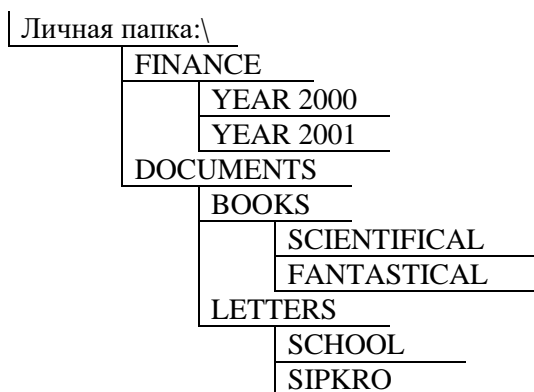 Личная папка:\
FINANCE
YEAR 2000
YEAR 2001
DOCUMENTS
BOOKS
SCIENTIFICAL
FANTASTICAL
LETTERS
SCHOOL
SIPKRO